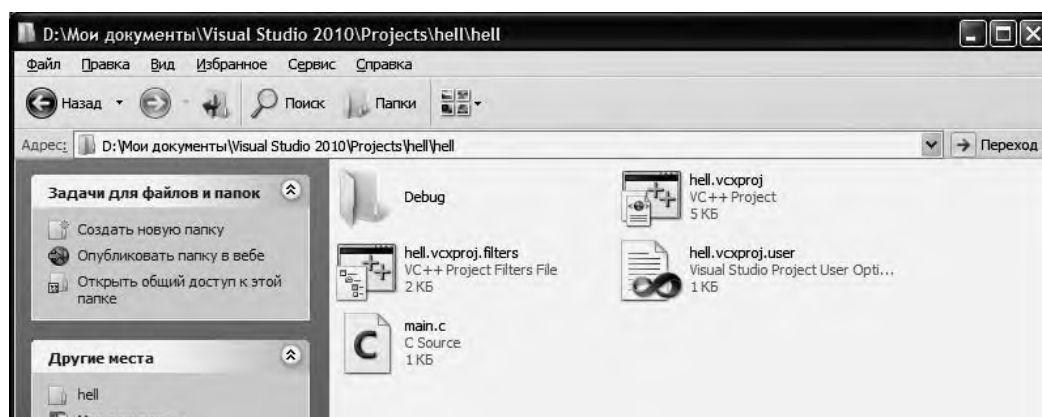 D:\Мои документы\Visual Studio 2010\Projects\hell\hell
Файл Правка Вид Избранное Сервис Справка
Назад Поиск Папки
Адрес: D:\Мои документы\Visual Studio 2010\Projects\hell\hell Переход
Задачи для файлов и папок
Создать новую папку
Опубликовать папку в вебе
Открыть общий доступ к этой
папке
Другие места
hell
Debug
hell.vcxproj
VC++ Project
5 КБ
hell.vcxproj.filters
VC++ Project Filters File
2 КБ
hell.vcxproj.user
Visual Studio Project User Opti...
1 КБ
C
main.c
C Source
1 КБ